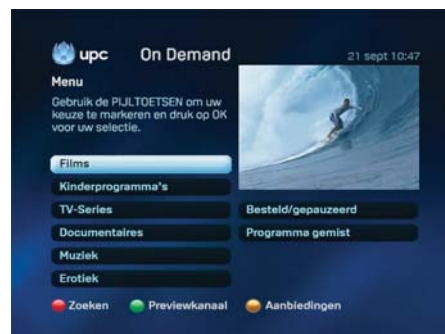 upc On Demand 21 sept 10:47
Menu
Gebruik de PIJLTOETSEN om uw
keuze te markeren en druk op OK
voor uw selectie.
Films
Kinderprogramma's
TV-Series
Documentaires
Muziek
Erotiek
Besteld/gepauzeerd
Programma gemist
Zoeken Previewkanaal Aanbiedingen